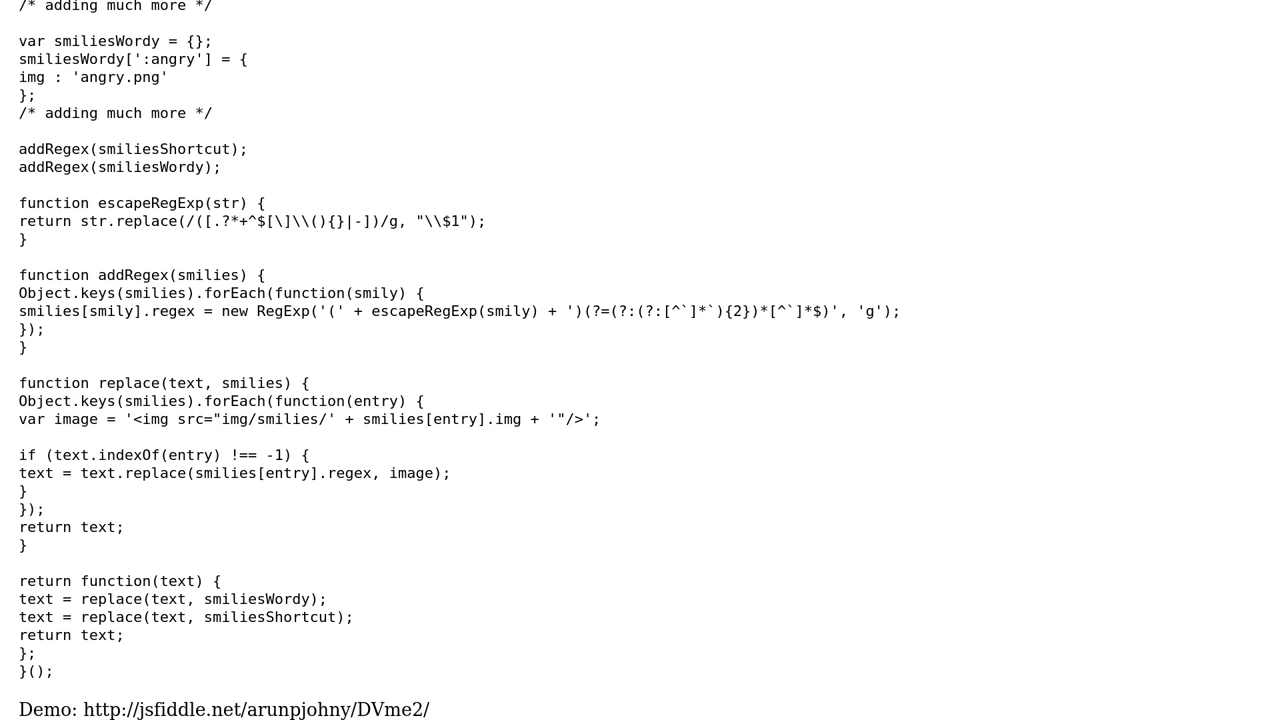 /* adding much more */
var smiliesWordy = {};
smiliesWordy[':angry'] = {
img : 'angry.png'
};
/* adding much more */
addRegex(smiliesShortcut);
addRegex(smiliesWordy);
function escapeRegExp(str) {
return str.replace(/([.?*+^$[\]\\(){}|-])/g, "\\$1");
}
function addRegex(smilies) {
Object.keys(smilies).forEach(function(smily) {
smilies[smily].regex = new RegExp('(' + escapeRegExp(smily) + ')(?=(?:(?:[^`]*`){2})*[^`]*$)', 'g');
});
}
function replace(text, smilies) {
Object.keys(smilies).forEach(function(entry) {
var image = '<img src="img/smilies/' + smilies[entry].img + '"/>';
if (text.indexOf(entry) !== -1) {
text = text.replace(smilies[entry].regex, image);
}
});
return text;
}
return function(text) {
text = replace(text, smiliesWordy);
text = replace(text, smiliesShortcut);
return text;
};
}();
Demo: http://jsfiddle.net/arunpjohny/DVme2/